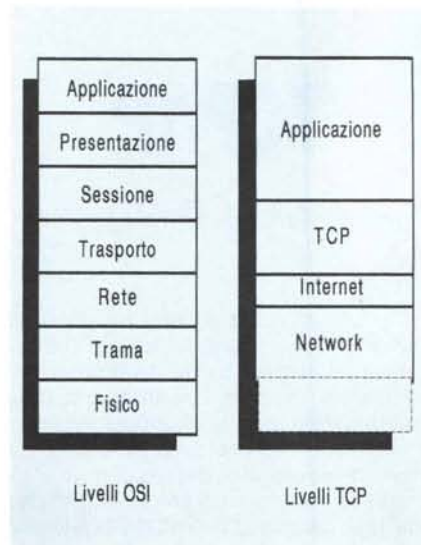 Applicazione
Presentazione
Sessione
Trasporto
Rete
Trama
Fisico
Livelli OSI
Applicazione
TCP
Internet
Network
Livelli TCP